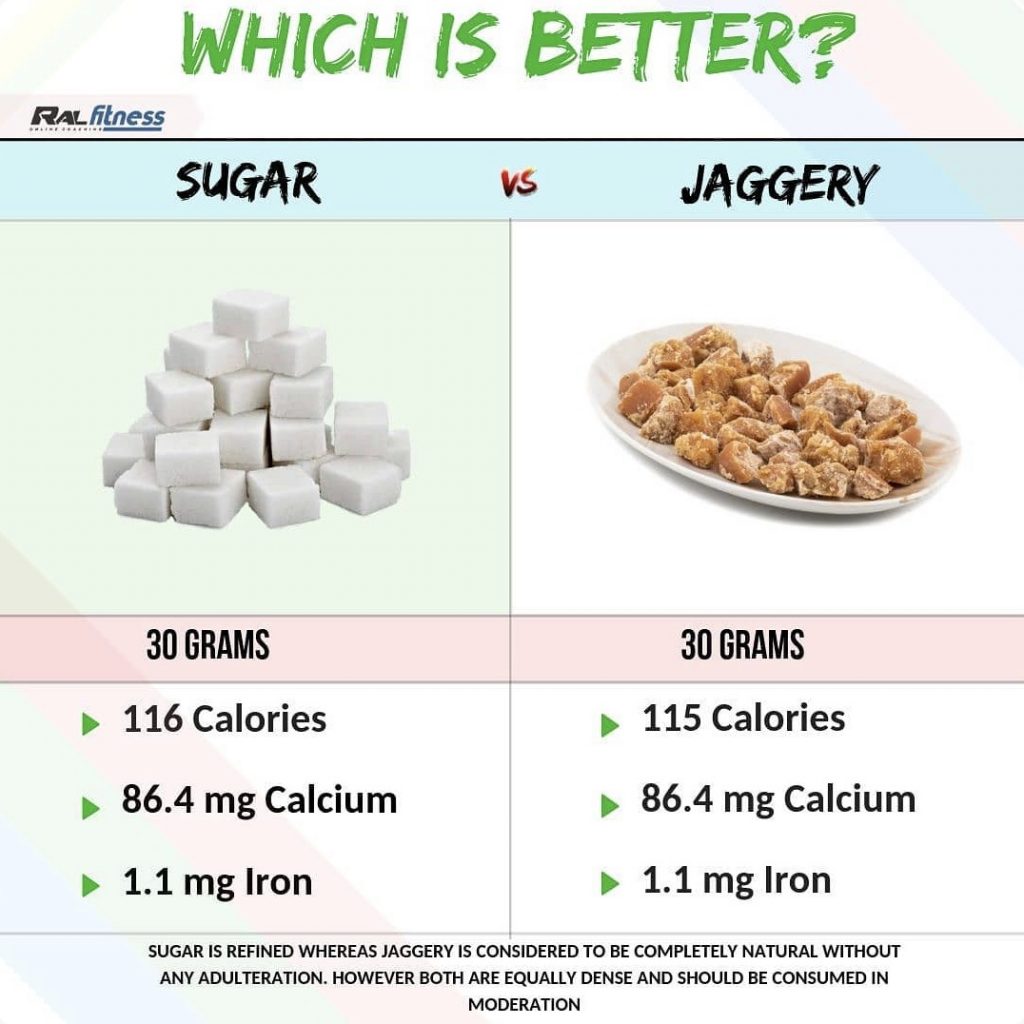 WHICH IS BETTER?
RAL fitness
ONLINE COACHING
SUGAR VS JAGGERY
30 GRAMS
116 Calories
86.4 mg Calcium
1.1 mg Iron
30 GRAMS
115 Calories
86.4 mg Calcium
1.1 mg Iron
SUGAR IS REFINED WHEREAS JAGGERY IS CONSIDERED TO BE COMPLETELY NATURAL WITHOUT
ANY ADULTERATION. HOWEVER BOTH ARE EQUALLY DENSE AND SHOULD BE CONSUMED IN
MODERATION